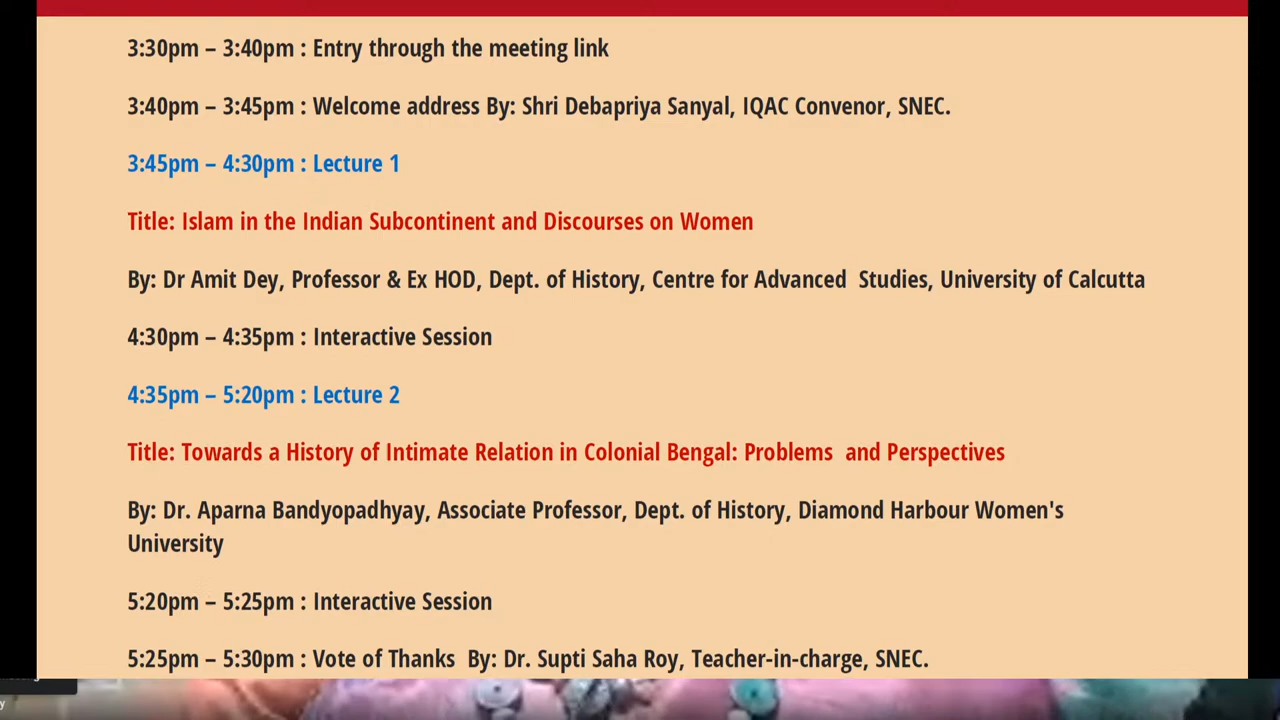 3:30pm – 3:40pm : Entry through the meeting link
3:40pm – 3:45pm : Welcome address By: Shri Debapriya Sanyal, IQAC Convenor, SNEC.
3:45pm – 4:30pm : Lecture 1
Title: Islam in the Indian Subcontinent and Discourses on Women
By: Dr Amit Dey, Professor & Ex HOD, Dept. of History, Centre for Advanced  Studies, University of Calcutta
4:30pm – 4:35pm : Interactive Session
4:35pm – 5:20pm : Lecture 2
Title: Towards a History of Intimate Relation in Colonial Bengal: Problems  and Perspectives
By: Dr. Aparna Bandyopadhyay, Associate Professor, Dept. of History, Diamond Harbour Women's
University
5:20pm – 5:25pm : Interactive Session
5:25pm – 5:30pm : Vote of Thanks  By: Dr. Supti Saha Roy, Teacher-in-charge, SNEC.